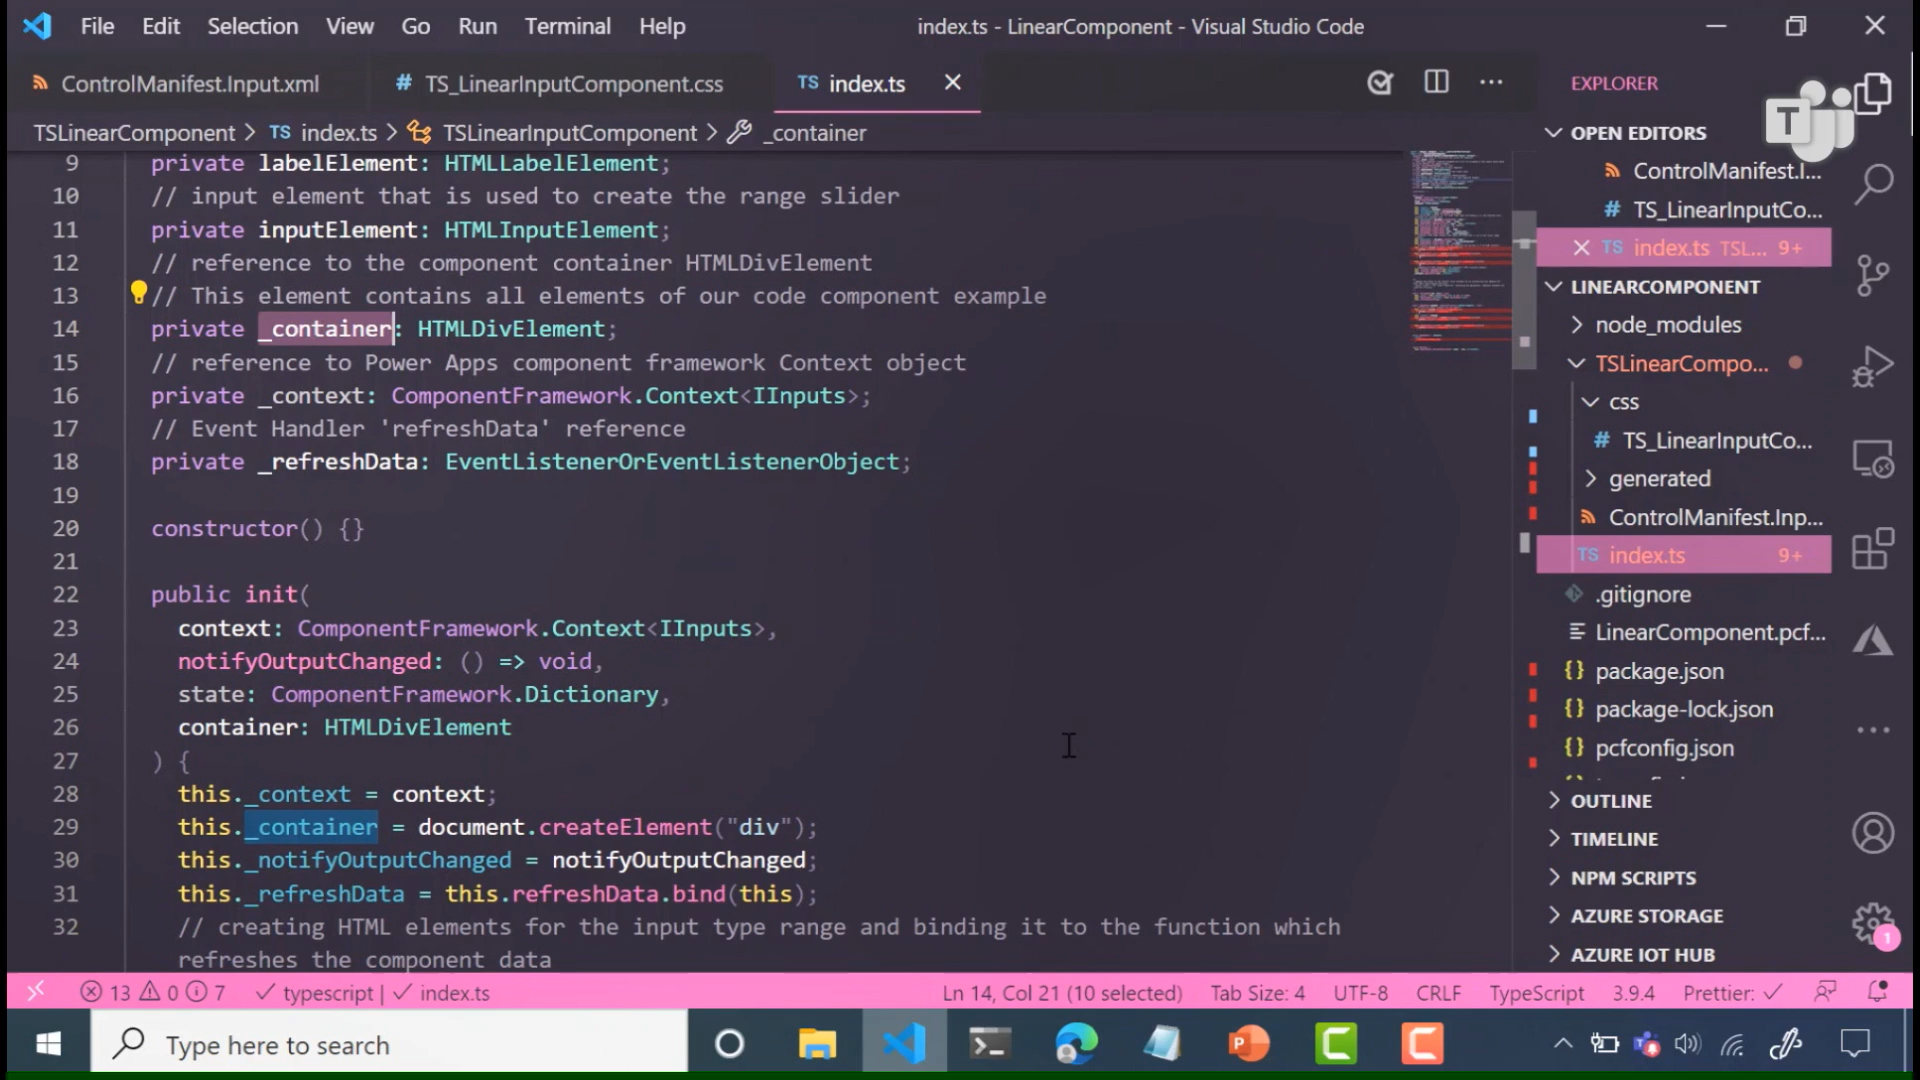 File Edit Selection View Go Run Terminal Help
index.ts - LinearComponent - Visual Studio Code
ControlManifest.Input.xml
# TS_LinearInputComponent.css
TS index.ts
TSLinearComponent > TS index.ts > TSLinearInputComponent > _container
9 private labelElement: HTMLLabelElement;
10 // input element that is used to create the range slider
11 private inputElement: HTMLInputElement;
12 // reference to the component container HTMLDivElement
13 // This element contains all elements of our code component example
14 private _container: HTMLDivElement;
15 // reference to Power Apps component framework Context object
16 private _context: ComponentFramework.Context<IInputs>;
17 // Event Handler 'refreshData' reference
18 private _refreshData: EventListenerOrEventListenerObject;
19
20 constructor() {}
21
22 public init(
23 context: ComponentFramework.Context<IInputs>,
24 notifyOutputChanged: () => void,
25 state: ComponentFramework.Dictionary,
26 container: HTMLDivElement
27 ) {
28 this._context = context;
29 this._container = document.createElement("div");
30 this._notifyOutputChanged = notifyOutputChanged;
31 this._refreshData = this.refreshData.bind(this);
32 // creating HTML elements for the input type range and binding it to the function which
refreshes the component data
EXPLORER
T
OPEN EDITORS
ControlManifest.I...
# TS_LinearInputCo...
TS index.ts TSL... 9+
LINEARCOMPONENT
node_modules
TSLinearCompo...
css
# TS_LinearInputCo...
generated
ControlManifest.Inp...
TS index.ts 9+
.gitignore
LinearComponent.pcf...
{} package.json
{} package-lock.json
{} pcfconfig.json
OUTLINE
TIMELINE
NPM SCRIPTS
AZURE STORAGE
AZURE IOT HUB
1
13 0 7 typescript | index.ts
Ln 14, Col 21 (10 selected) Tab Size: 4 UTF-8 CRLF TypeScript 3.9.4 Prettier:
Type here to search